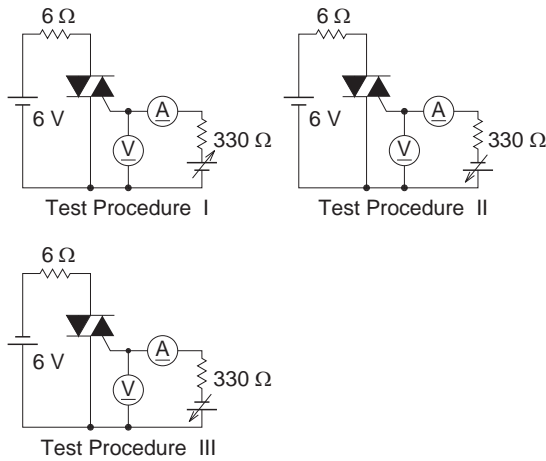 6 Ω
6 V
A
V
330 Ω
Test Procedure I
6 Ω
6 V
A
V
330 Ω
Test Procedure II
6 Ω
6 V
A
V
330 Ω
Test Procedure III